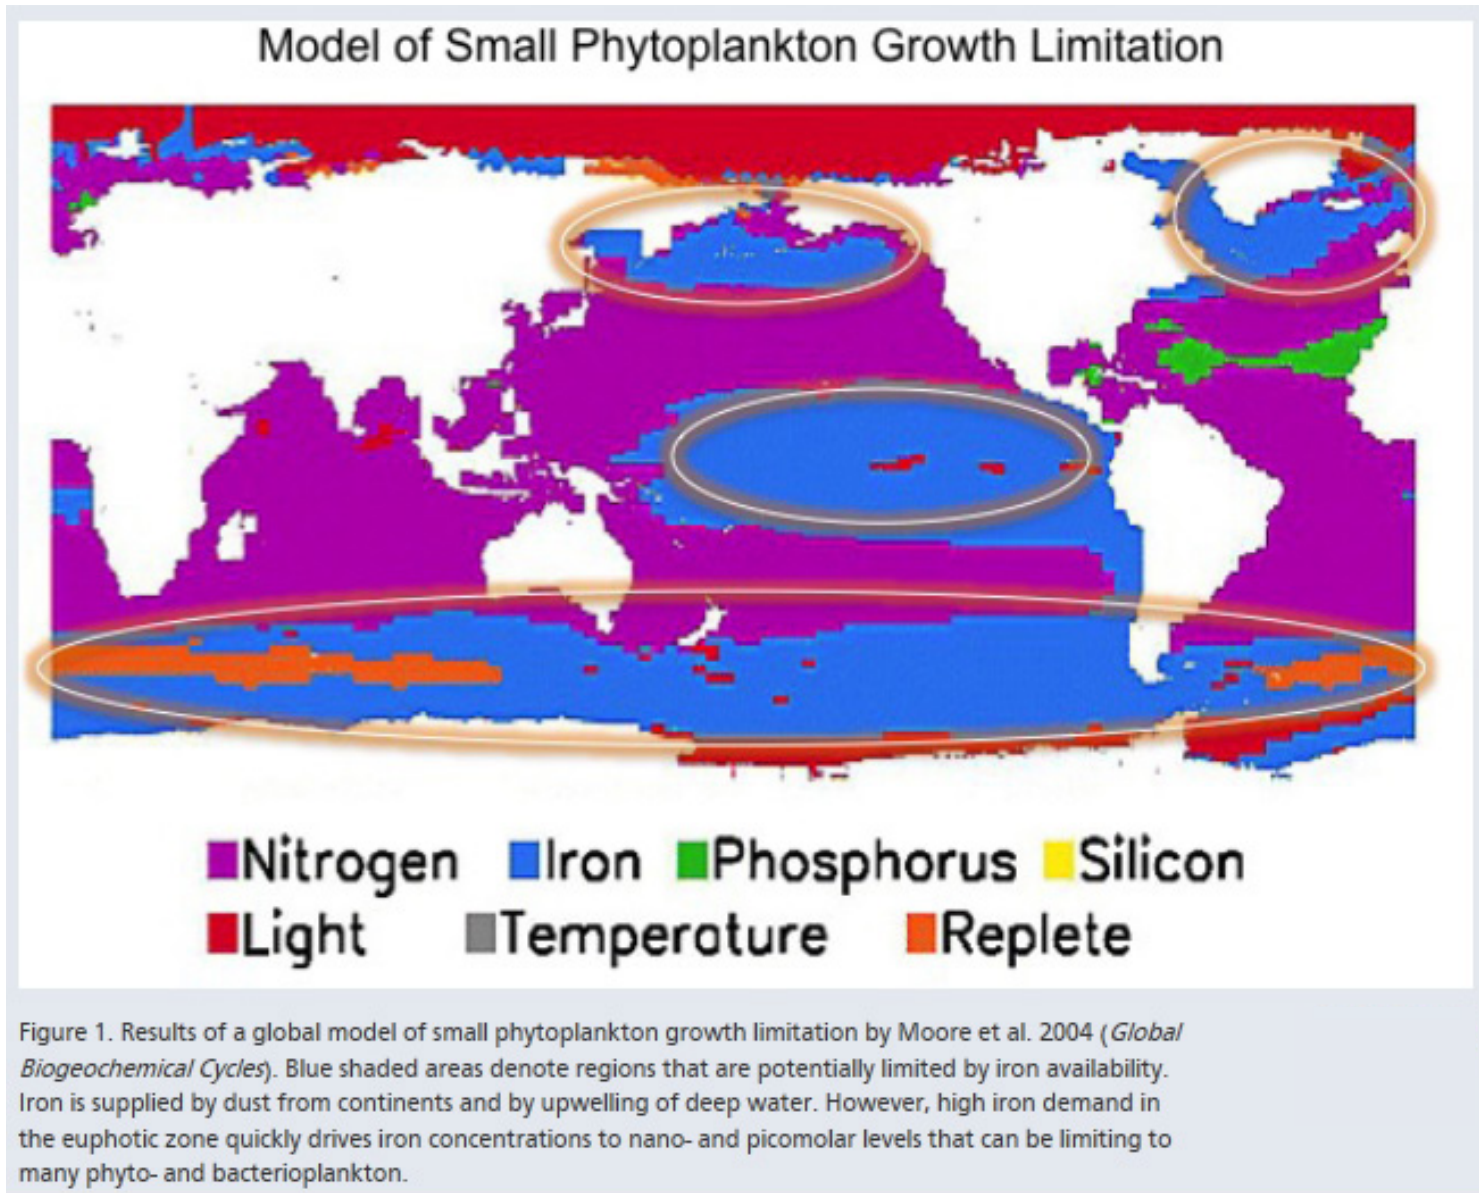 Model of Small Phytoplankton Growth Limitation
Nitrogen Iron Phosphorus Silicon
Light Temperature Replete
Figure 1. Results of a global model of small phytoplankton growth limitation by Moore et al. 2004 (Global
Biogeochemical Cycles). Blue shaded areas denote regions that are potentially limited by iron availability.
Iron is supplied by dust from continents and by upwelling of deep water. However, high iron demand in
the euphotic zone quickly drives iron concentrations to nano- and picomolar levels that can be limiting to
many phyto- and bacterioplankton.